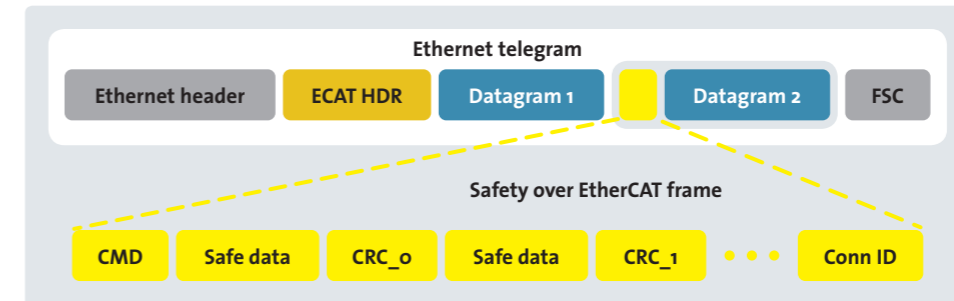 Ethernet telegram
Ethernet header ECAT HDR Datagram 1 Datagram 2 FSC
Safety over EtherCAT frame
CMD Safe data CRC_0 Safe data CRC_1 Conn ID